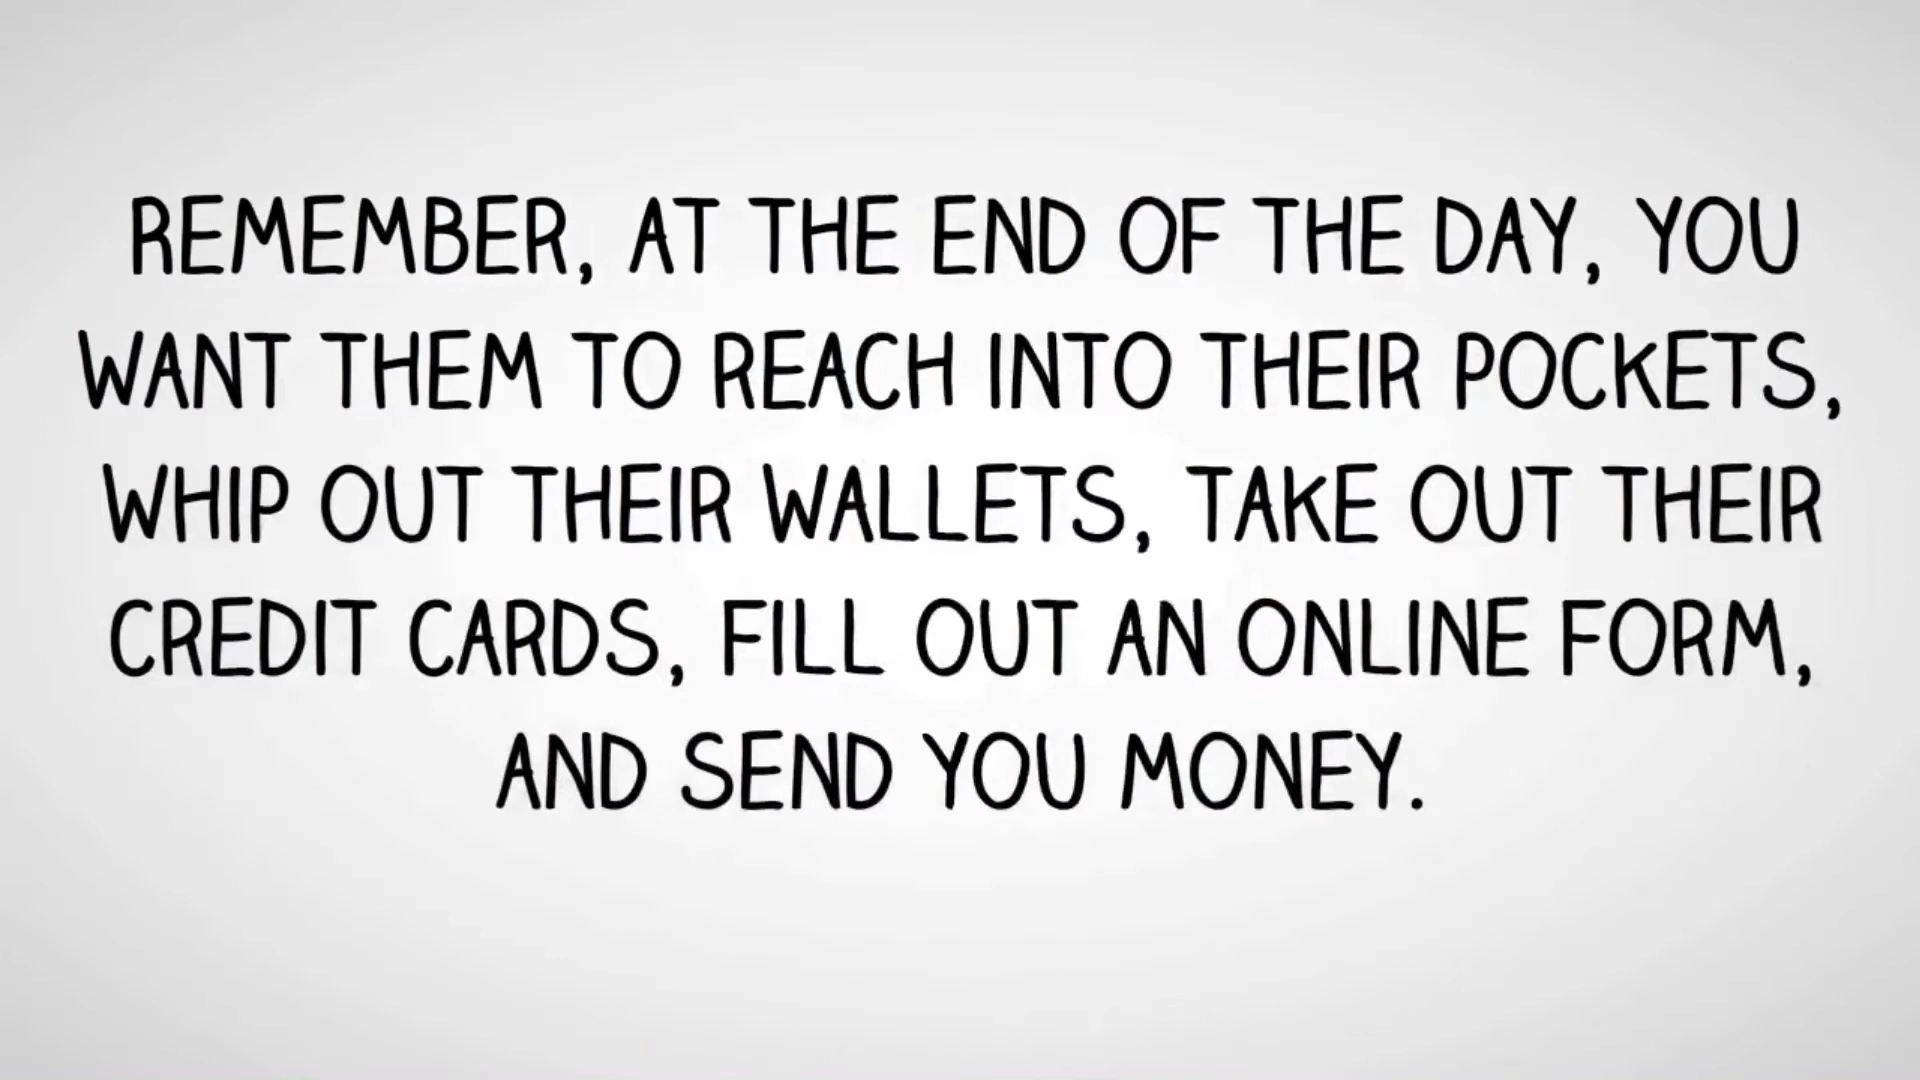 REMEMBER, AT THE END OF THE DAY, YOU
WANT THEM TO REACH INTO THEIR POCKETS,
WHIP OUT THEIR WALLETS, TAKE OUT THEIR
CREDIT CARDS, FILL OUT AN ONLINE FORM,
AND SEND YOU MONEY.